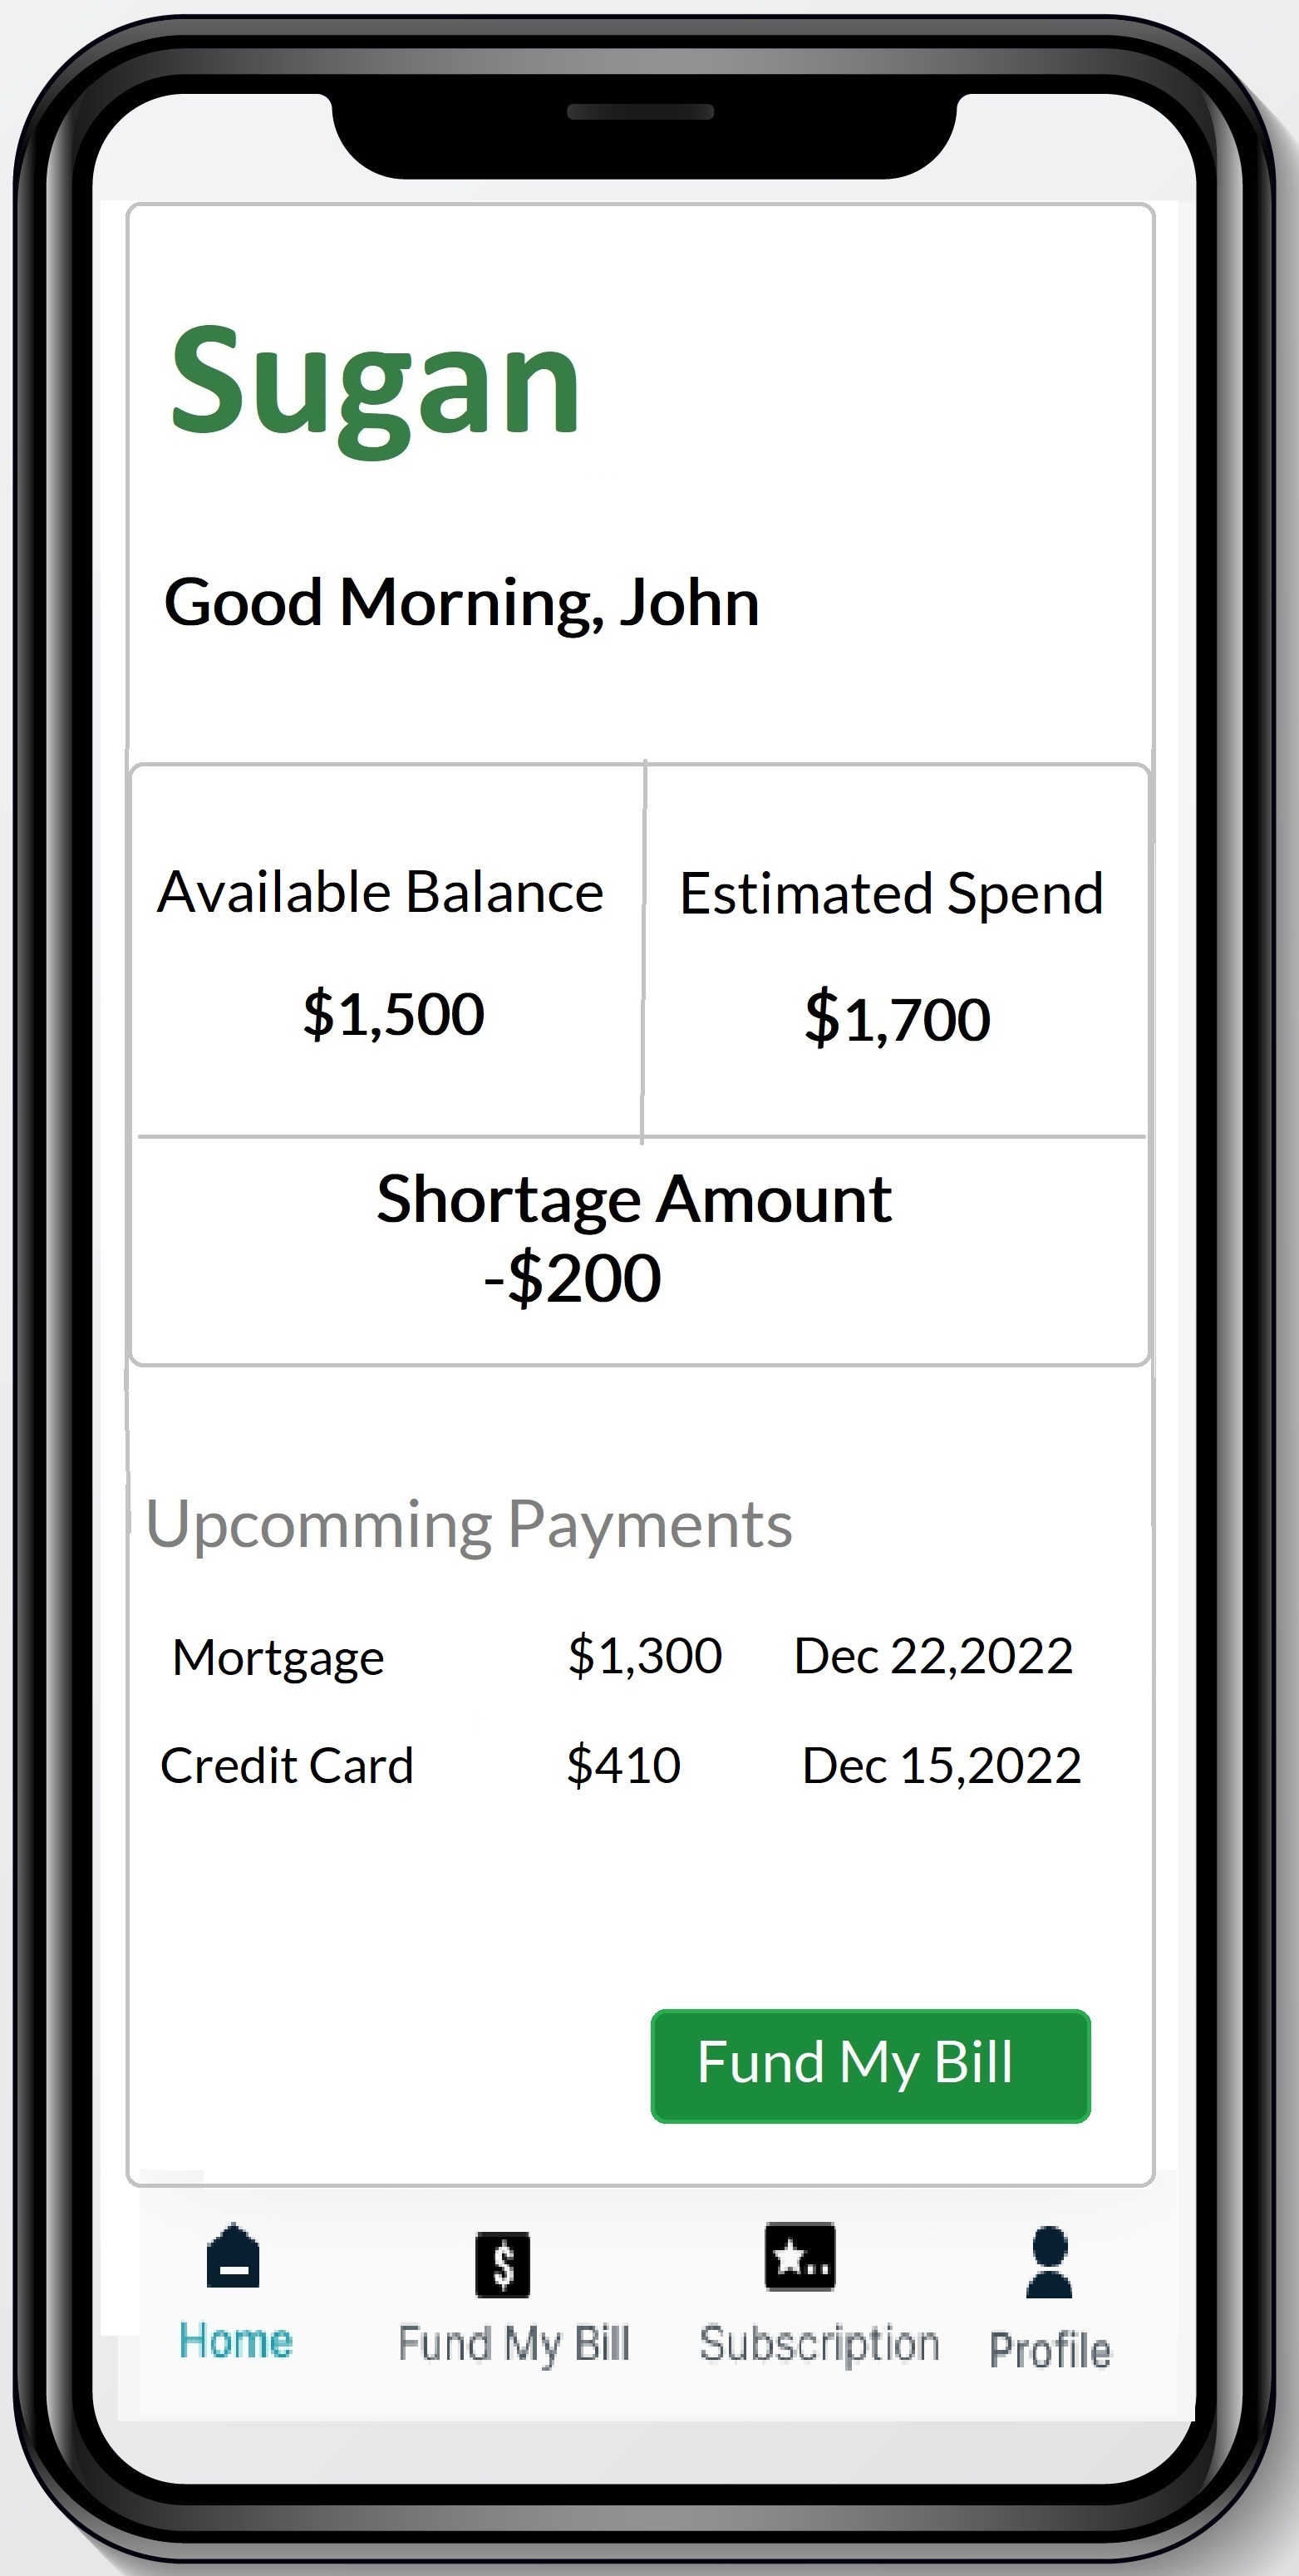 Sugan
Good Morning, John
Available Balance Estimated Spend
$1,500 $1,700
Shortage Amount
-$200
Upcomming Payments
Mortgage $1,300 Dec 22,2022
Credit Card $410 Dec 15,2022
Fund My Bill
$
Home Fund My Bill Subscription Profile